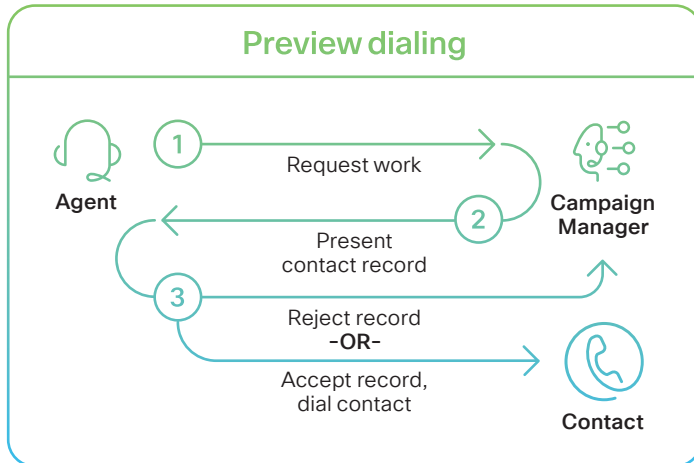 Preview dialing
1
Request work
Agent
Campaign
Manager
2
Present
contact record
3
Reject record
-OR-
Accept record,
dial contact
Contact